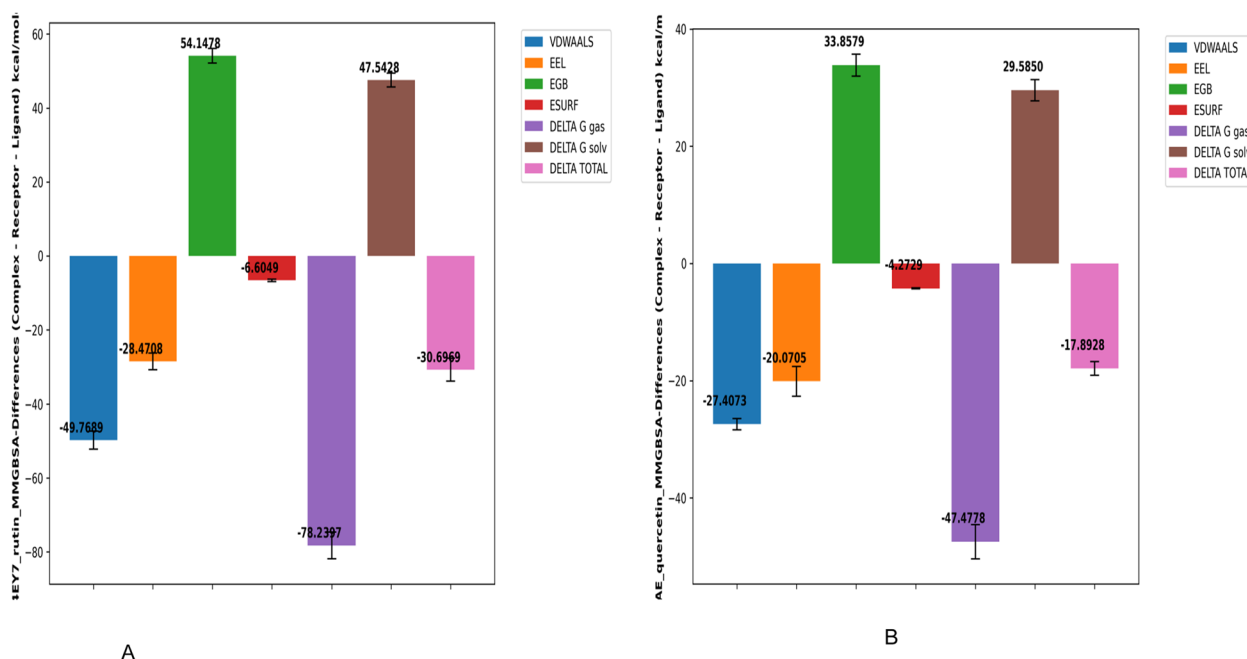 ŧEY7_rutin_MMGBSA-Differences (Complex - Receptor - Ligand) kcal/mol
60
40
20
0
−20
−40
−60
−80
54.1478
47.5428
-6.6049
-28.4708
-30.6969
-49.7689
-78.2397
VDWAALS
EEL
EGB
ESURF
DELTA G gas
DELTA G solv
DELTA TOTAL
A
AE_quercetin_MMGBSA-Differences (Complex - Receptor - Ligand) kcal/m
40
20
0
−20
−40
33.8579
29.5850
-4.2729
-17.8928
-20.0705
-27.4073
-47.4778
VDWAALS
EEL
EGB
ESURF
DELTA G gas
DELTA G solv
DELTA TOTA
B